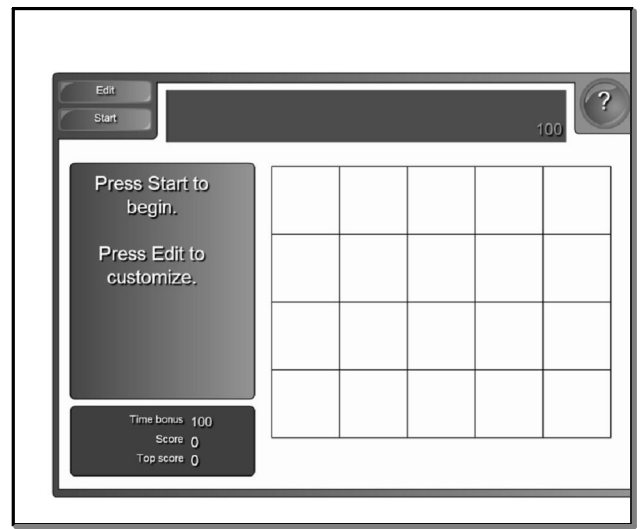 Edit
Start
100
?
Press Start to
begin.
Press Edit to
customize.
Time bonus 100
Score 0
Top score 0